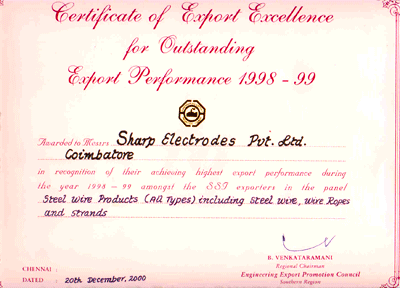 Certificate of Export Excellence
for Outstanding
Export Performance 1998 - 99
Awarded to Messrs Sharp Electrodes Pvt. Ltd.
Coimbatore
in recognition of their achieving highest export performance during
the year 1998 - 99 amongst the SSI exporters in the panel
Steel Wire Products (All Types) including Steel Wire, Wire Ropes
and Strands
B. VENKATARAMANI
Regional Chairman
Engineering Export Promotion Council
Southern Region
CHENNAI :
DATED : 20th December, 2000